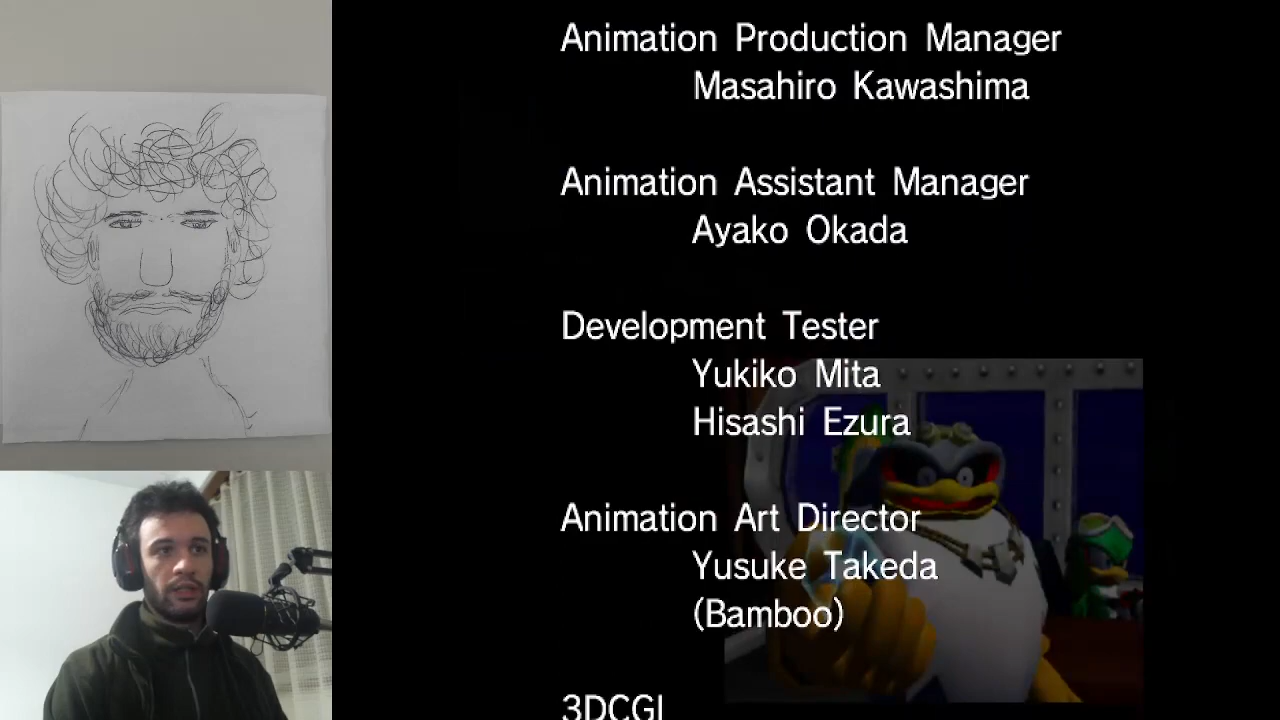 Animation Production Manager
Masahiro Kawashima
Animation Assistant Manager
Ayako Okada
Development Tester
Yukiko Mita
Hisashi Ezura
Animation Art Director
Yusuke Takeda
(Bamboo)
3DCGI